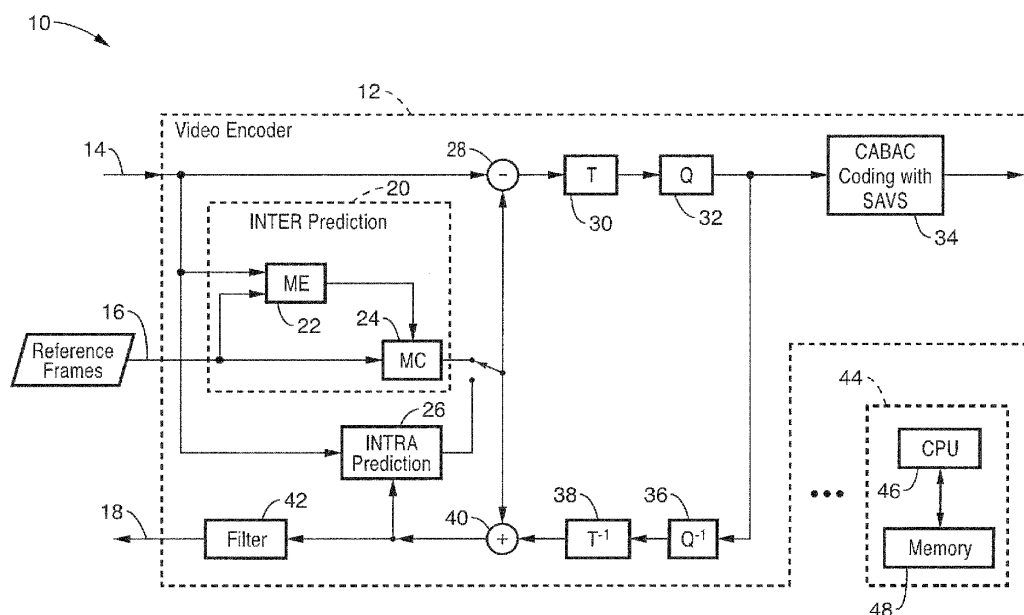 10
12
Video Encoder
14
28
T
30
Q
32
CABAC
Coding with
SAVS
34
20
INTER Prediction
ME
22
24
MC
16
Reference
Frames
26
INTRA
Prediction
44
CPU
46
Memory
48
18
42
Filter
40
38
T-1
36
Q-1